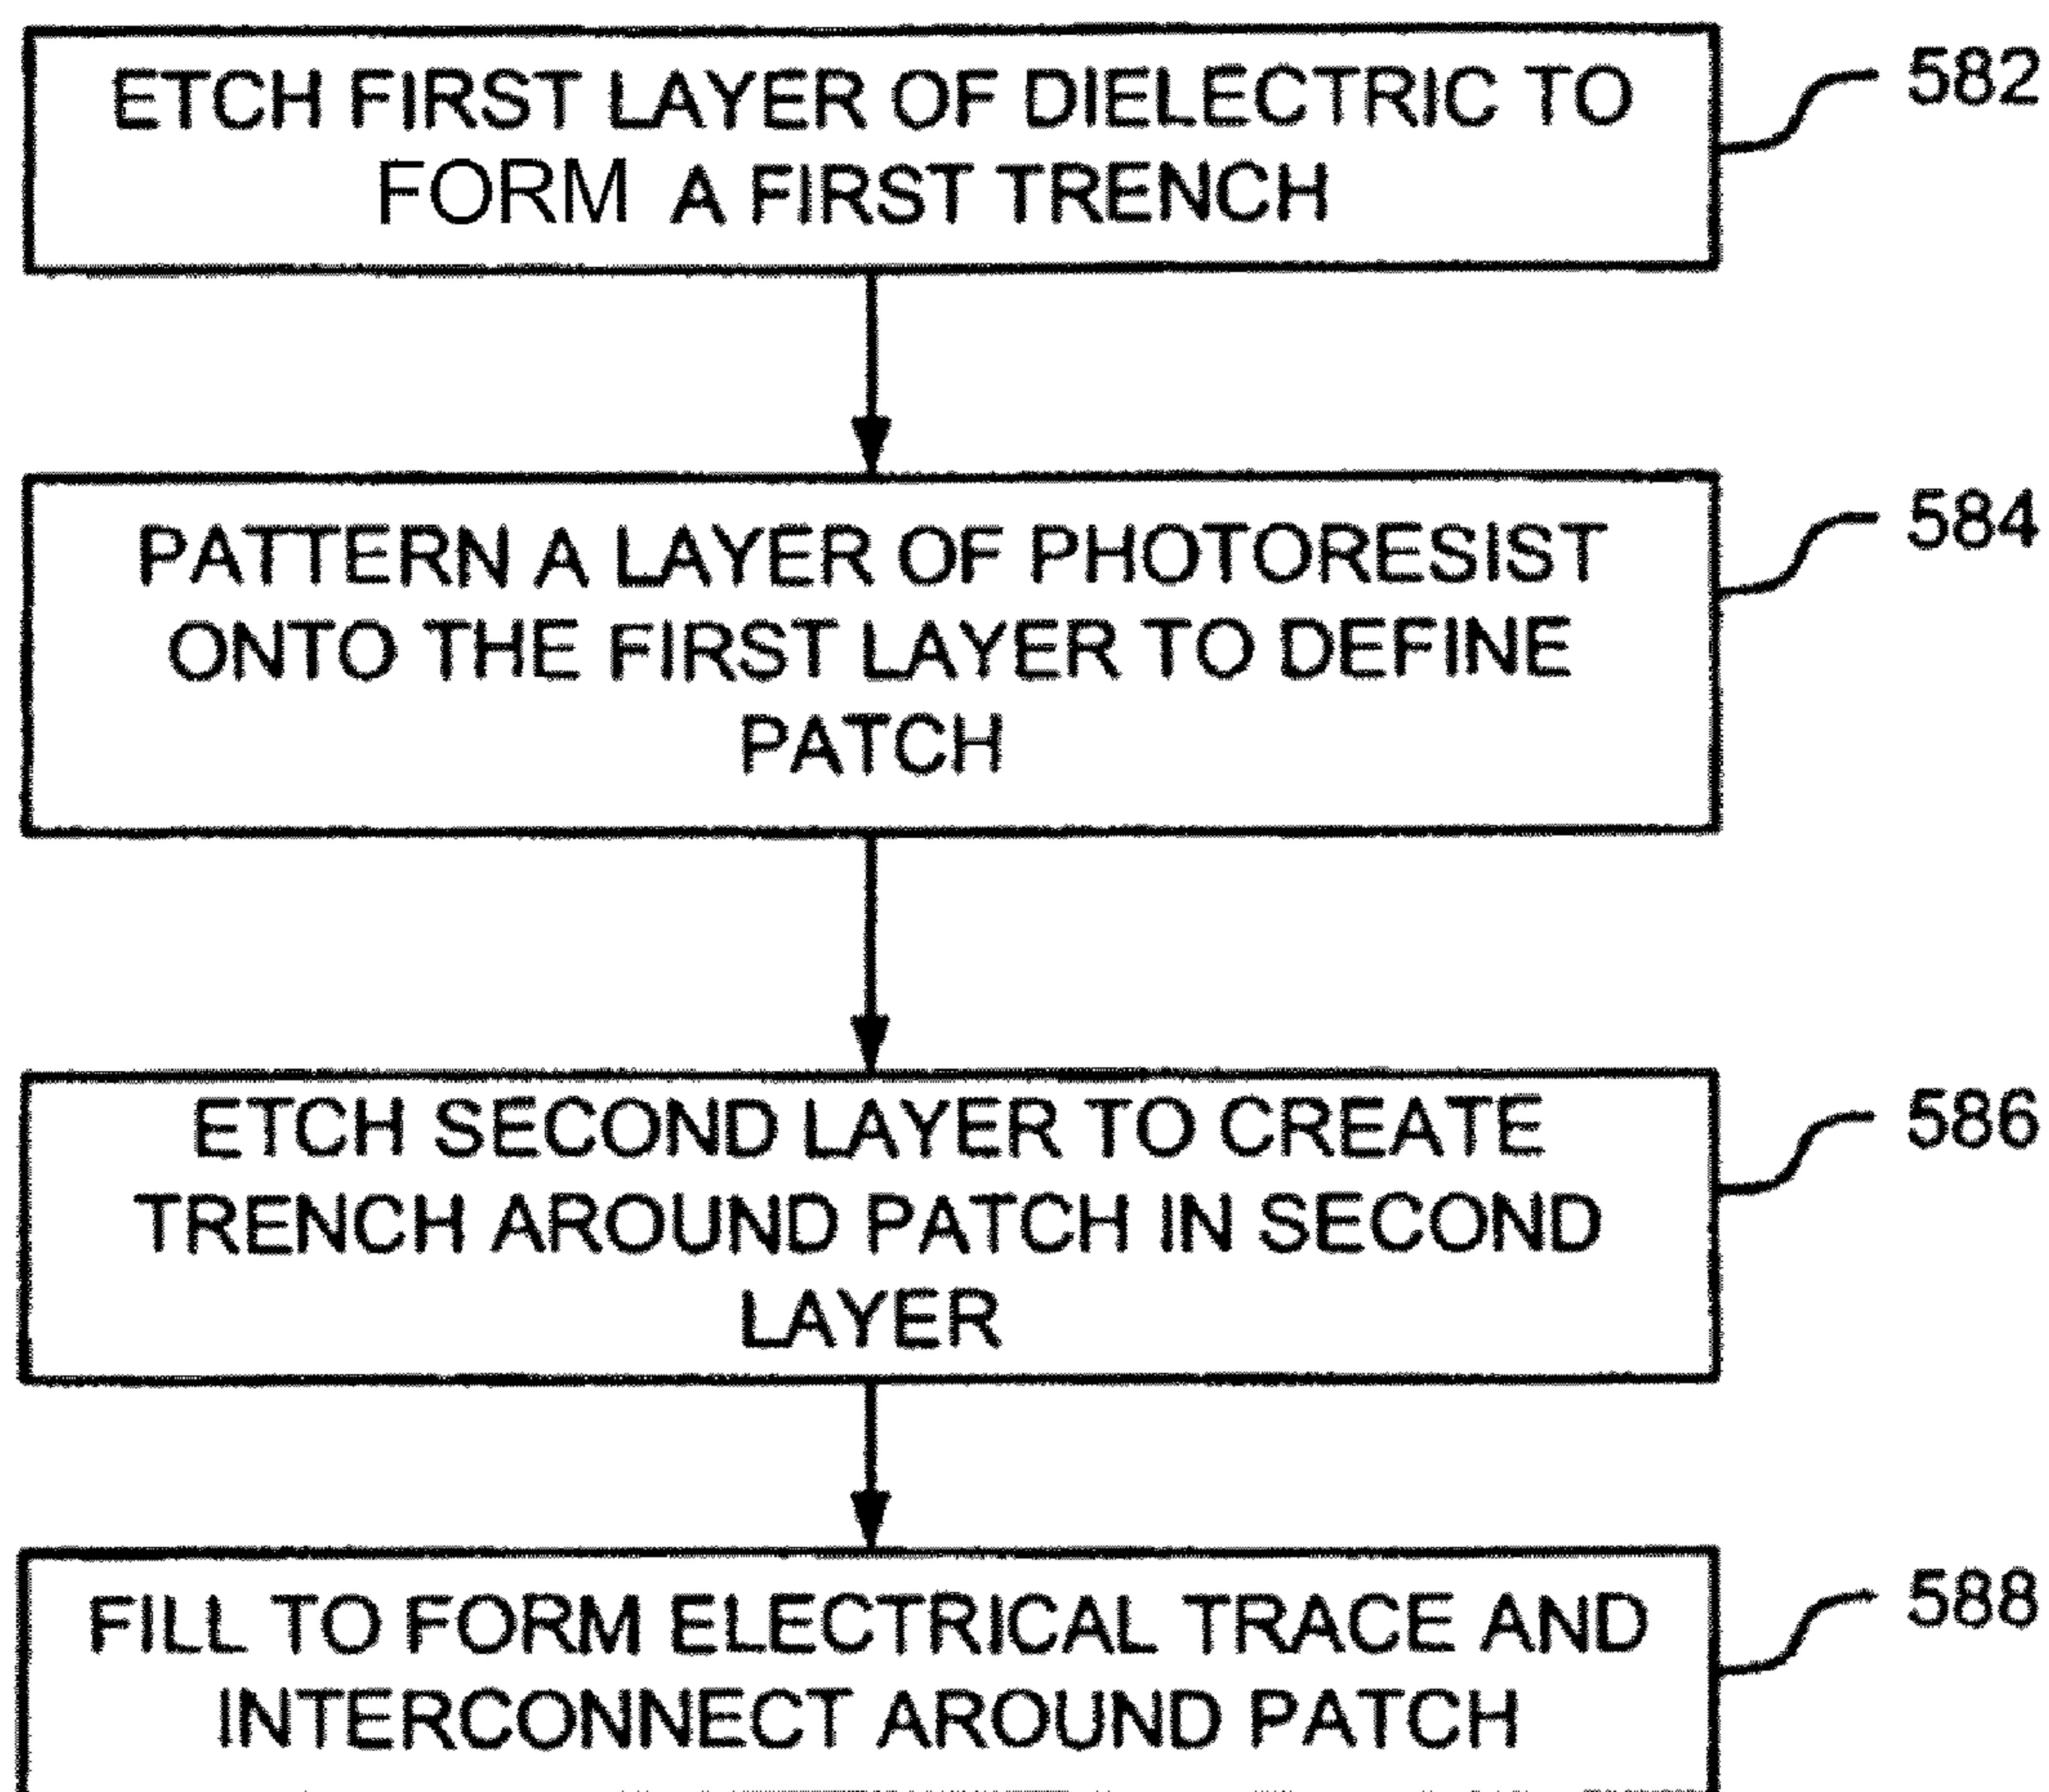 ETCH FIRST LAYER OF DIELECTRIC TO
FORM A FIRST TRENCH
582
PATTERN A LAYER OF PHOTORESIST
ONTO THE FIRST LAYER TO DEFINE
PATCH
584
ETCH SECOND LAYER TO CREATE
TRENCH AROUND PATCH IN SECOND
LAYER
586
FILL TO FORM ELECTRICAL TRACE AND
INTERCONNECT AROUND PATCH
588